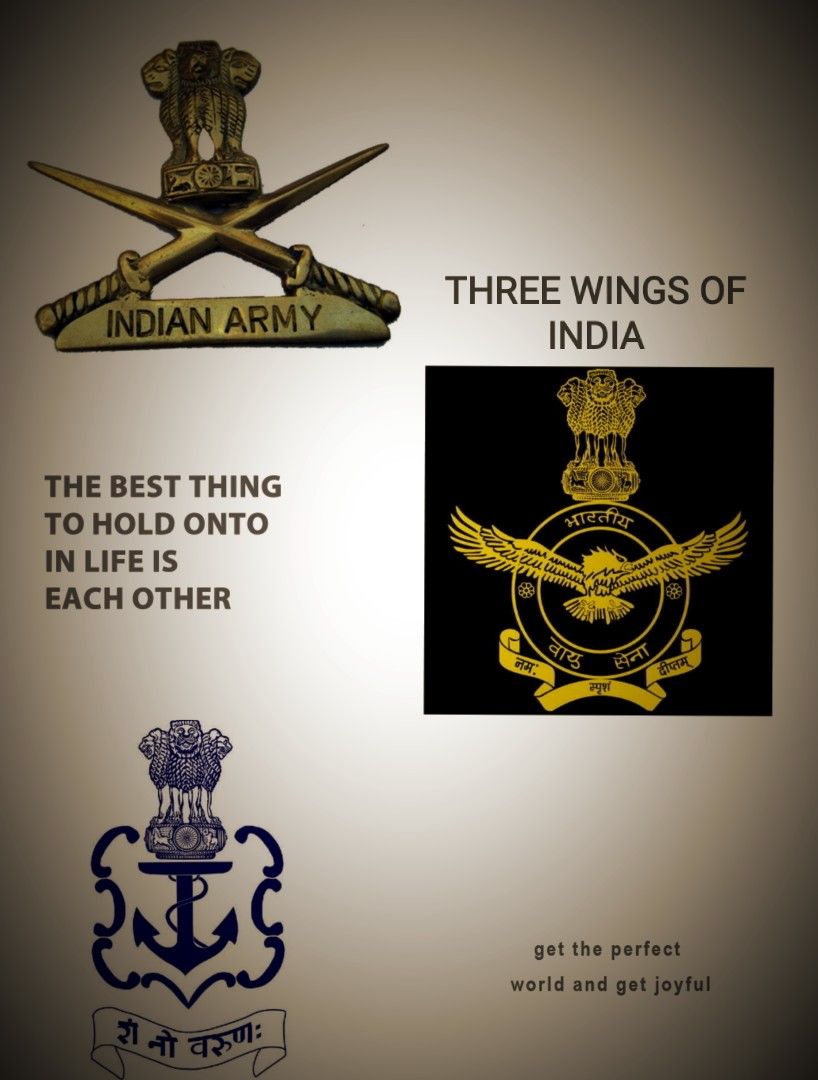 INDIAN ARMY
THREE WINGS OF
INDIA
भारतीय
वायु सेना
नभ: स्पृशं दीप्तम्
THE BEST THING
TO HOLD ONTO
IN LIFE IS
EACH OTHER
शं नो वरुण:
get the perfect
world and get joyful